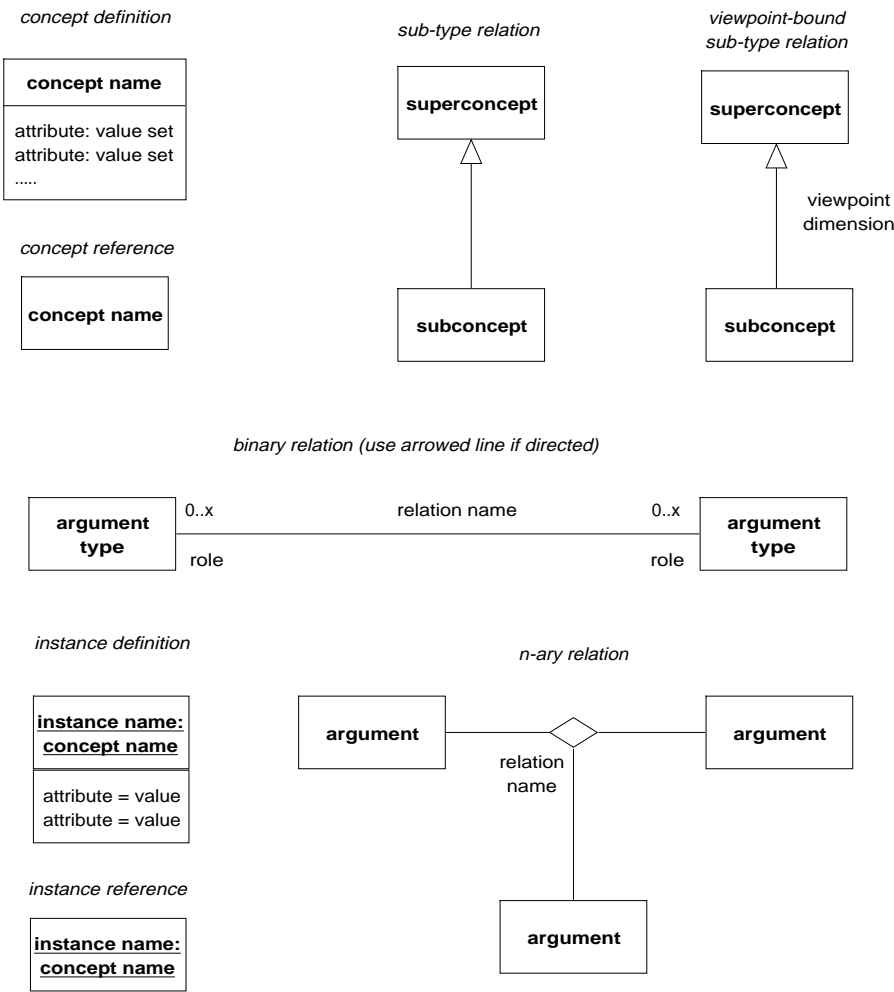 concept definition
concept name
attribute: value set
attribute: value set
.....
concept reference
concept name
sub-type relation
superconcept
subconcept
viewpoint-bound
sub-type relation
superconcept
viewpoint
dimension
subconcept
binary relation (use arrowed line if directed)
argument
type
0..x
role
relation name
0..x
role
argument
type
instance definition
instance name:
concept name
attribute = value
attribute = value
instance reference
instance name:
concept name
n-ary relation
argument
relation
name
argument
argument